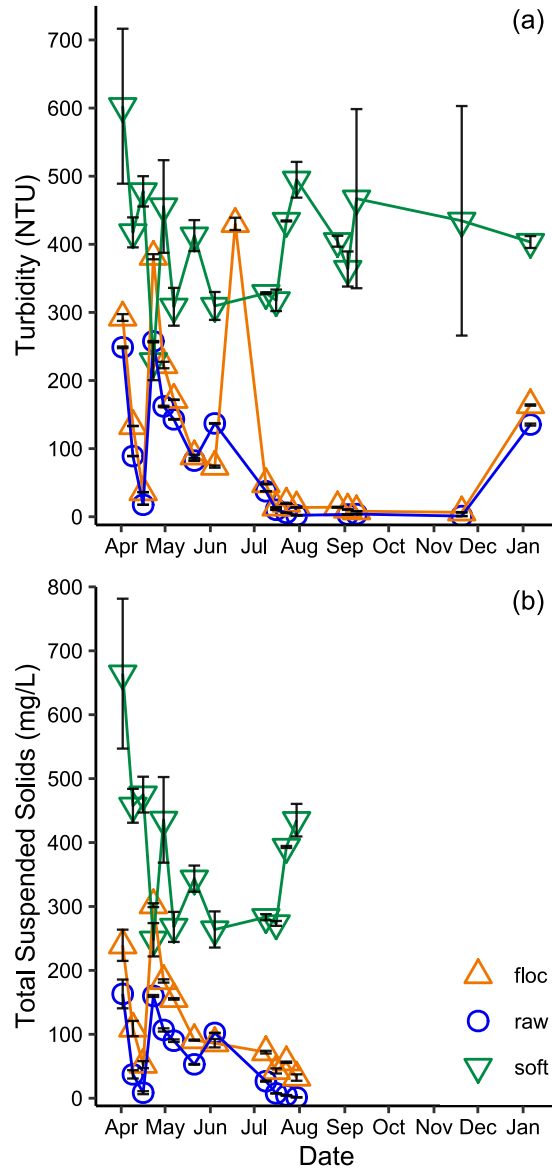 (a)
Turbidity (NTU)
700
600
500
400
300
200
100
0
Apr May Jun Jul Aug Sep Oct Nov Dec Jan
(b)
Total Suspended Solids (mg/L)
800
700
600
500
400
300
200
100
0
floc
raw
soft
Apr May Jun Jul Aug Sep Oct Nov Dec Jan
Date